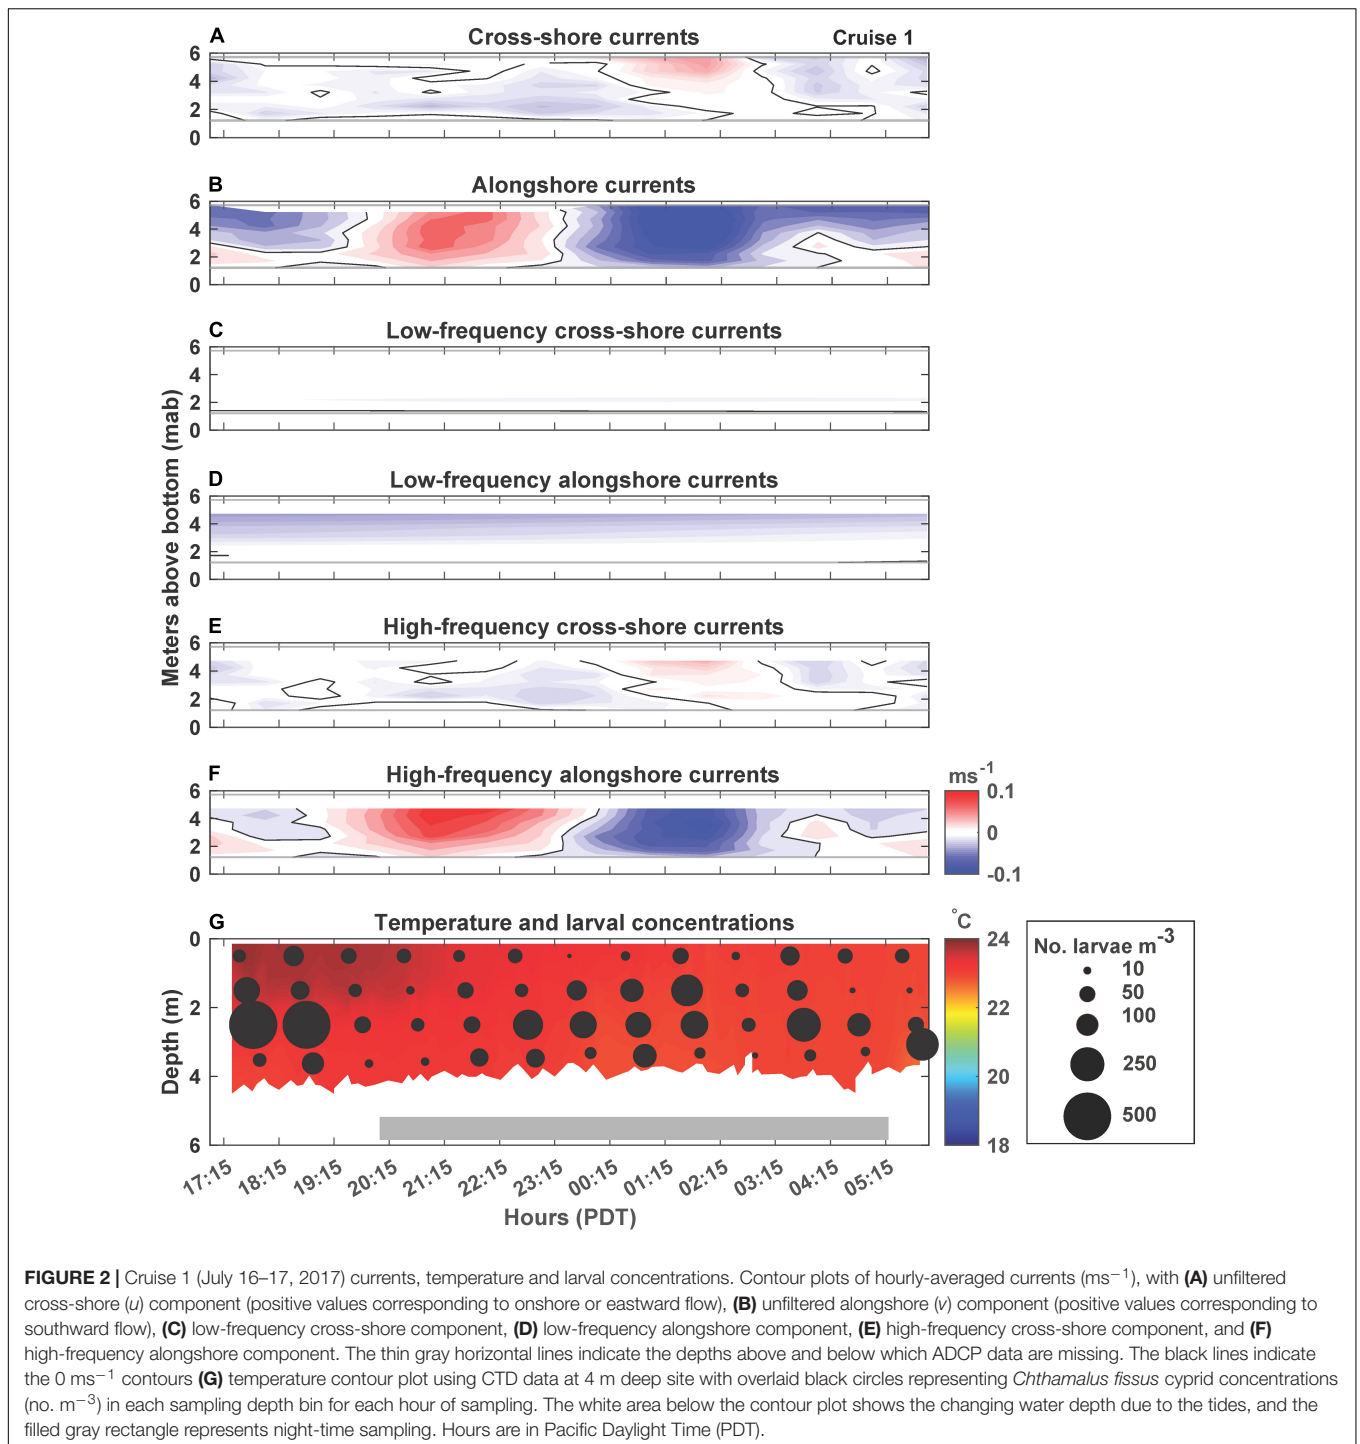 A Cross-shore currents Cruise 1
6
4
2
0
B Alongshore currents
6
4
2
0
C Low-frequency cross-shore currents
6
4
2
0
D Low-frequency alongshore currents
6
4
2
0
Meters above bottom (mab)
E High-frequency cross-shore currents
6
4
2
0
F High-frequency alongshore currents
6
4
2
0
ms-1
0.1
0
-0.1
G Temperature and larval concentrations
0
2
4
6
Depth (m)
°C
24
22
20
18
No. larvae m-3
10
50
100
250
500
17:15 18:15 19:15 20:15 21:15 22:15 23:15 00:15 01:15 02:15 03:15 04:15 05:15
Hours (PDT)
FIGURE 2 | Cruise 1 (July 16–17, 2017) currents, temperature and larval concentrations. Contour plots of hourly-averaged currents (ms−1), with (A) unfiltered
cross-shore (u) component (positive values corresponding to onshore or eastward flow), (B) unfiltered alongshore (v) component (positive values corresponding to
southward flow), (C) low-frequency cross-shore component, (D) low-frequency alongshore component, (E) high-frequency cross-shore component, and (F)
high-frequency alongshore component. The thin gray horizontal lines indicate the depths above and below which ADCP data are missing. The black lines indicate
the 0 ms−1 contours (G) temperature contour plot using CTD data at 4 m deep site with overlaid black circles representing Chthamalus fissus cyprid concentrations
(no. m−3) in each sampling depth bin for each hour of sampling. The white area below the contour plot shows the changing water depth due to the tides, and the
filled gray rectangle represents night-time sampling. Hours are in Pacific Daylight Time (PDT).